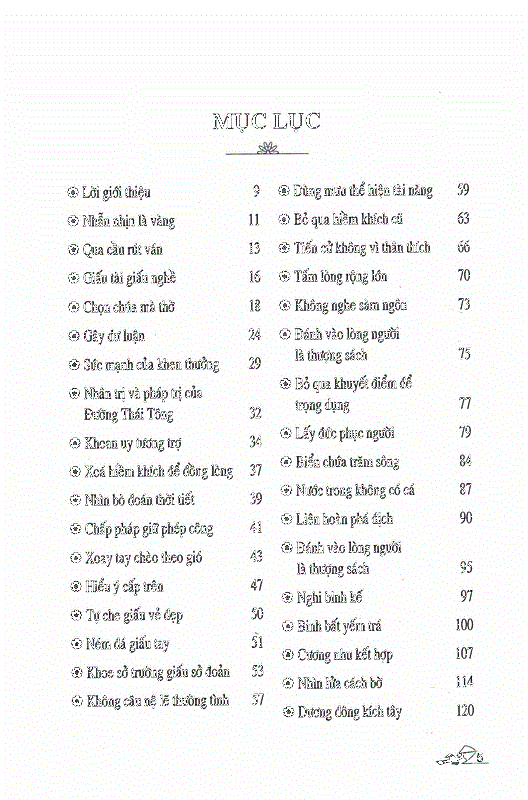 MỤC LỤC
Lời giới thiệu 9
Nhẫn nhịn là vàng 11
Qua cầu rút ván 13
Giấu tài giấu nghề 16
Chọn chúa mà thờ 18
Gây dư luận 24
Sức mạnh của khen thưởng 29
Nhân trị và pháp trị của
Đường Thái Tông 32
Khoan uy tương trợ 34
Xoá hiềm khích để đồng lòng 37
Nhìn bò đoán thời tiết 39
Chấp pháp giữ phép công 41
Xoay tay chèo theo gió 43
Hiểu ý cấp trên 47
Tự che giấu vẻ đẹp 50
Ném đá giấu tay 51
Khoe sở trường giấu sở đoản 53
Không câu nệ lẽ thường tình 57
Dùng mưu thể hiện tài năng 59
Bỏ qua hiềm khích cũ 63
Tiến cử không vì thân thích 66
Tấm lòng rộng lớn 70
Không nghe sàm ngôn 73
Đánh vào lòng người
là thượng sách 75
Bỏ qua khuyết điểm để
trọng dụng 77
Lấy đức phục người 79
Biển chứa trăm sông 84
Nước trong không có cá 87
Liên hoàn phá địch 90
Đánh vào lòng người
là thượng sách 95
Nghi binh kế 97
Binh bất yếm trá 100
Cương nhu kết hợp 107
Nhìn lửa cách bờ 114
Dương đông kích tây 120
5